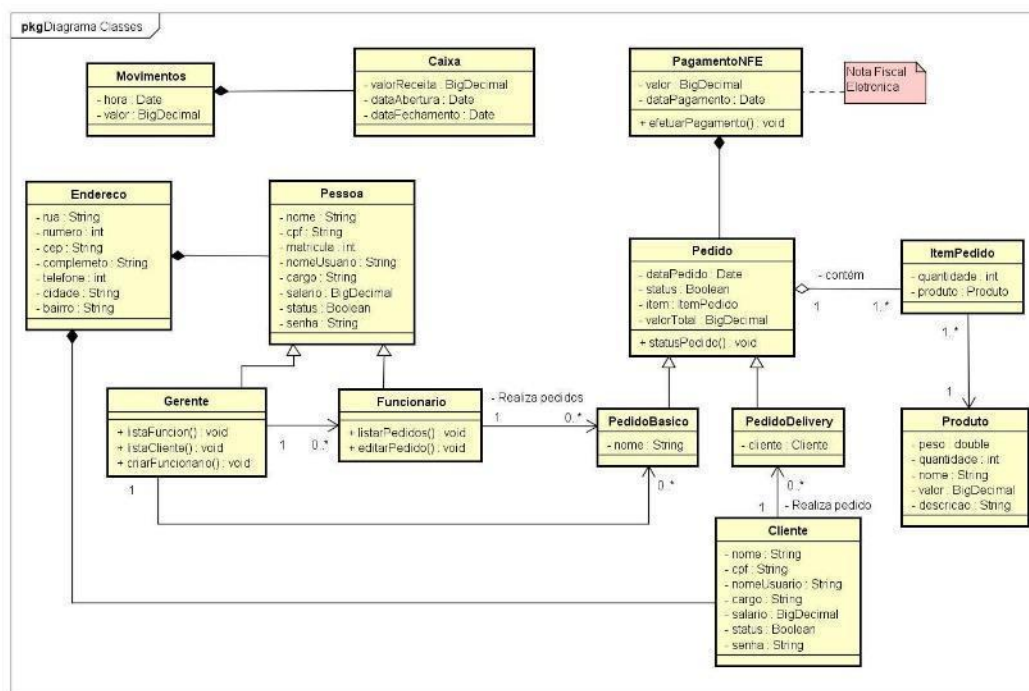 pkgDiagrama Classes
Movimentos
- hora : Date
- valor : BigDecimal
Caixa
- valorReceita : BigDecimal
- dataAbertura : Date
- dataFechamento : Date
PagamentoNFE
- valor : BigDecimal
- dataPagamento : Date
+ efetuarPagamento() : void
Nota Fiscal
Eletronica
Endereco
- rua : String
- numero : int
- cep : String
- complemeto : String
- telefone : int
- cidade : String
- bairro : String
Pessoa
- nome : String
- cpf : String
- matricula : int
- nomeUsuario : String
- cargo : String
- salario : BigDecimal
- status : Boolean
- senha : String
Pedido
- dataPedido : Date
- status : Boolean
- item : ItemPedido
- valorTotal : BigDecimal
+ statusPedido() : void
- contém
1
1..*
ItemPedido
- quantidade : int
- produto : Produto
1..*
1
Gerente
+ listaFuncion() : void
+ listaCliente() : void
+ criarFuncionario() : void
1
0..*
1
Funcionario
+ listarPedidos() : void
+ editarPedido() : void
- Realiza pedidos
1
0..*
PedidoBasico
- nome : String
0..*
PedidoDelivery
- cliente : Cliente
0..*
1
- Realiza pedido
Produto
- peso : double
- quantidade : int
- nome : String
- valor : BigDecimal
- descricao : String
Cliente
- nome : String
- cpf : String
- nomeUsuario : String
- cargo : String
- salario : BigDecimal
- status : Boolean
- senha : String